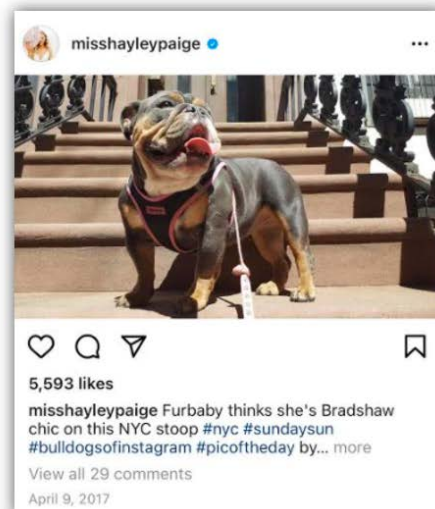 misshayleypaige
5,593 likes
misshayleypaige Furbaby thinks she's Bradshaw
chic on this NYC stoop #nyc #sundaysun
#bulldogsofinstagram #picoftheday by... more
View all 29 comments
April 9, 2017